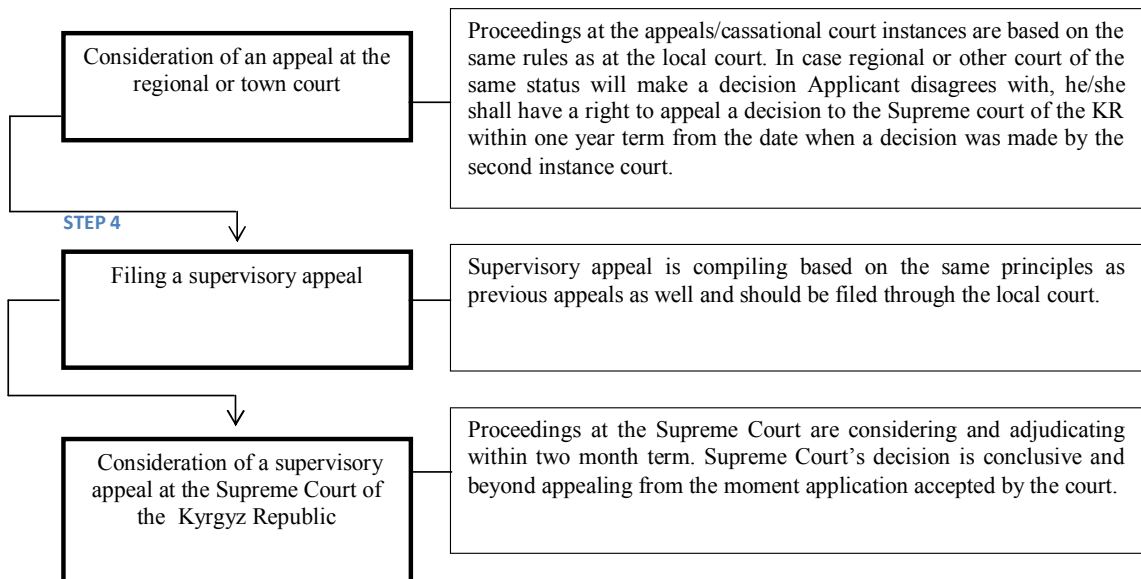 Consideration of an appeal at the
regional or town court
Proceedings at the appeals/cassational court instances are based on the
same rules as at the local court. In case regional or other court of the
same status will make a decision Applicant disagrees with, he/she
shall have a right to appeal a decision to the Supreme court of the KR
within one year term from the date when a decision was made by the
second instance court.
STEP 4
Filing a supervisory appeal
Supervisory appeal is compiling based on the same principles as
previous appeals as well and should be filed through the local court.
Consideration of a supervisory
appeal at the Supreme Court of
the Kyrgyz Republic
Proceedings at the Supreme Court are considering and adjudicating
within two month term. Supreme Court’s decision is conclusive and
beyond appealing from the moment application accepted by the court.